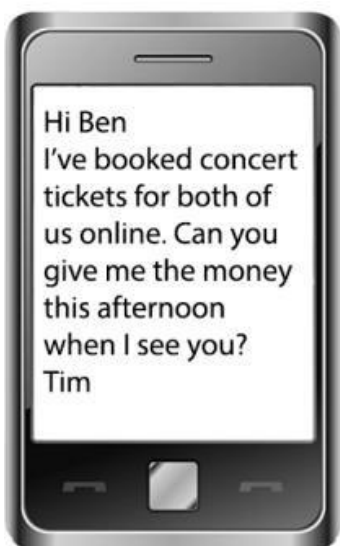 Hi Ben
I've booked concert
tickets for both of
us online. Can you
give me the money
this afternoon
when I see you?
Tim